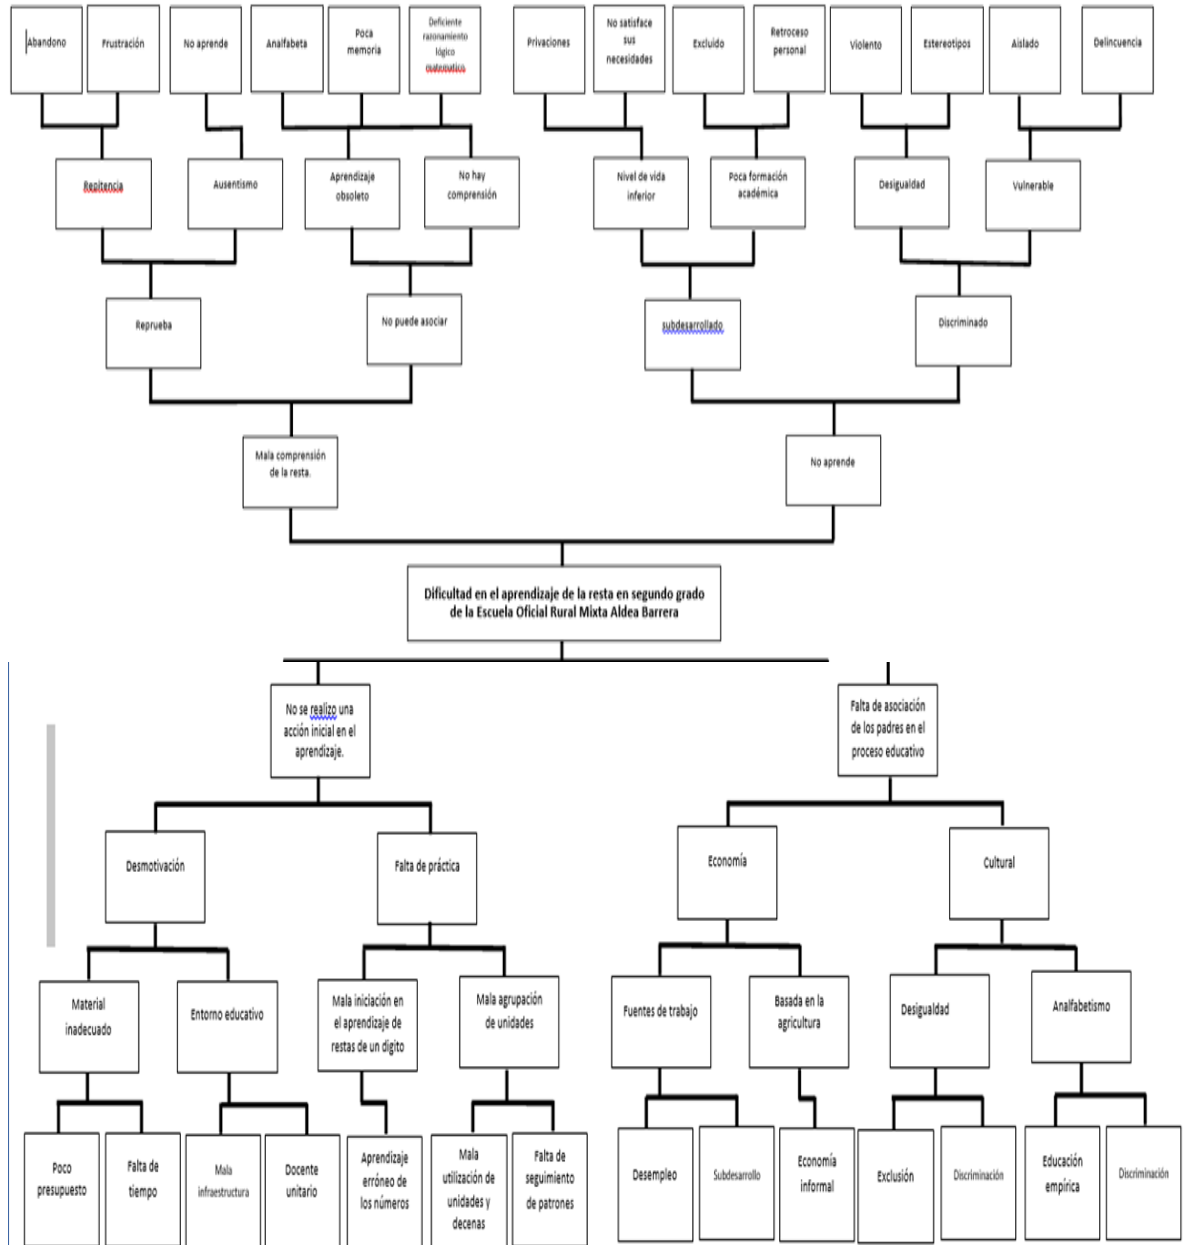 Abandono
Frustración
No aprende
Analfabeta
Poca
memoria
Deficiente
razonamiento
lógico
matematico
Privaciones
No satisface
sus
necesidades
Excluido
Retroceso
personal
Violento
Estereotipos
Aislado
Delincuencia
Repitencia
Ausentismo
Aprendizaje
obsoleto
No hay
comprensión
Nivel de vida
inferior
Poca formación
académica
Desigualdad
Vulnerable
Reprueba
No puede asociar
subdesarrollado
Discriminado
Mala comprensión
de la resta.
No aprende
Dificultad en el aprendizaje de la resta en segundo grado
de la Escuela Oficial Rural Mixta Aldea Barrera
No se realizo una
acción inicial en el
aprendizaje.
Falta de asociación
de los padres en el
proceso educativo
Desmotivación
Falta de práctica
Economía
Cultural
Material
inadecuado
Entorno educativo
Mala iniciación en
el aprendizaje de
restas de un digito
Mala agrupación
de unidades
Fuentes de trabajo
Basada en la
agricultura
Desigualdad
Analfabetismo
Poco
presupuesto
Falta de
tiempo
Mala
infraestructura
Docente
unitario
Aprendizaje
erróneo de
los números
Mala
utilización de
unidades y
decenas
Falta de
seguimiento
de patrones
Desempleo
Subdesarrollo
Economía
informal
Exclusión
Discriminación
Educación
empírica
Discriminación